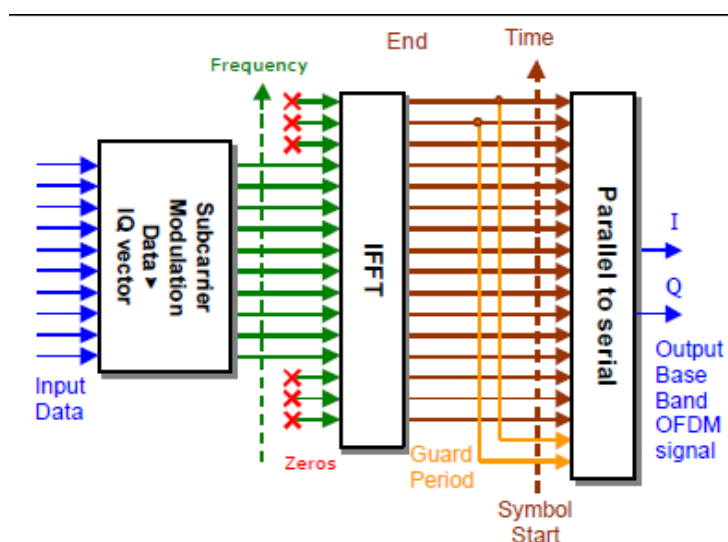 End
Time
Frequency
Subcarrier
Modulation
Data ➤
IQ vector
IFFT
Parallel to serial
I
Q
Input
Data
Zeros
Guard
Period
Output
Base
Band
OFDM
signal
Symbol
Start